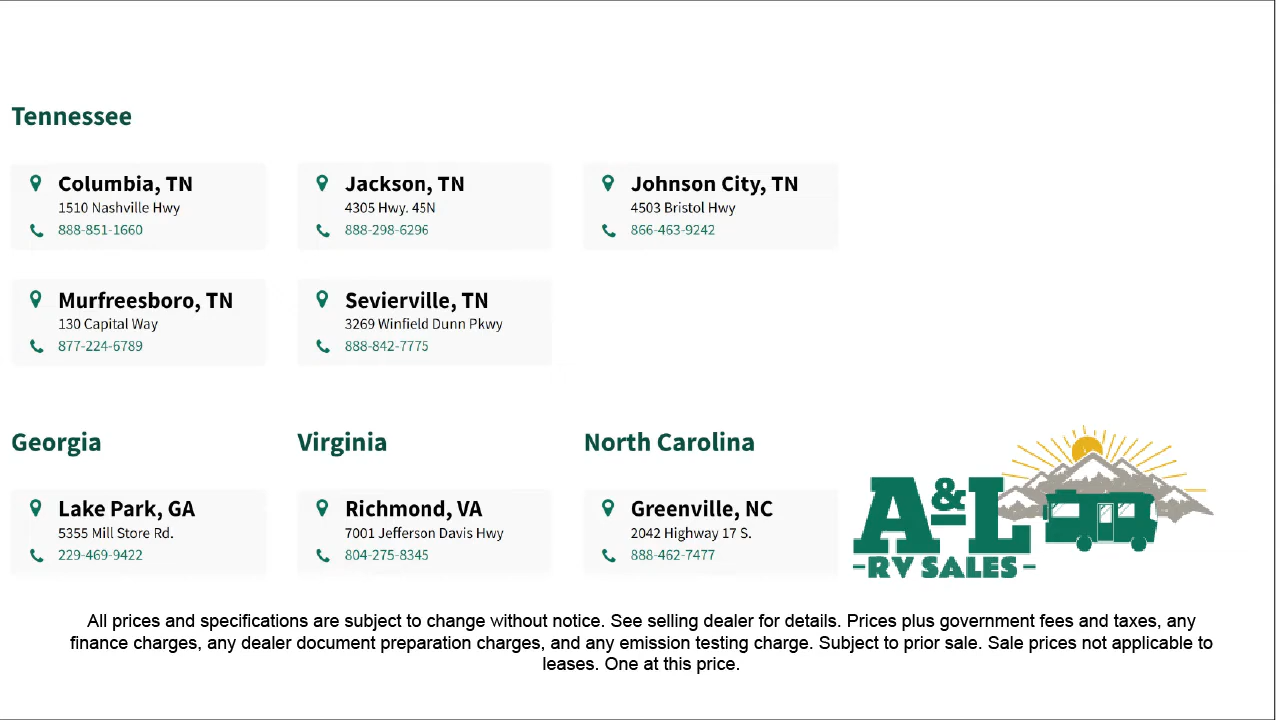 Tennessee
Columbia, TN
1510 Nashville Hwy
888-851-1660
Jackson, TN
4305 Hwy. 45N
888-298-6296
Johnson City, TN
4503 Bristol Hwy
866-463-9242
Murfreesboro, TN
130 Capital Way
877-224-6789
Sevierville, TN
3269 Winfield Dunn Pkwy
888-842-7775
Georgia
Lake Park, GA
5355 Mill Store Rd.
229-469-9422
Virginia
Richmond, VA
7001 Jefferson Davis Hwy
804-275-8345
North Carolina
Greenville, NC
2042 Highway 17 S.
888-462-7477
A&L
-RV SALES-
All prices and specifications are subject to change without notice. See selling dealer for details. Prices plus government fees and taxes, any
finance charges, any dealer document preparation charges, and any emission testing charge. Subject to prior sale. Sale prices not applicable to
leases. One at this price.